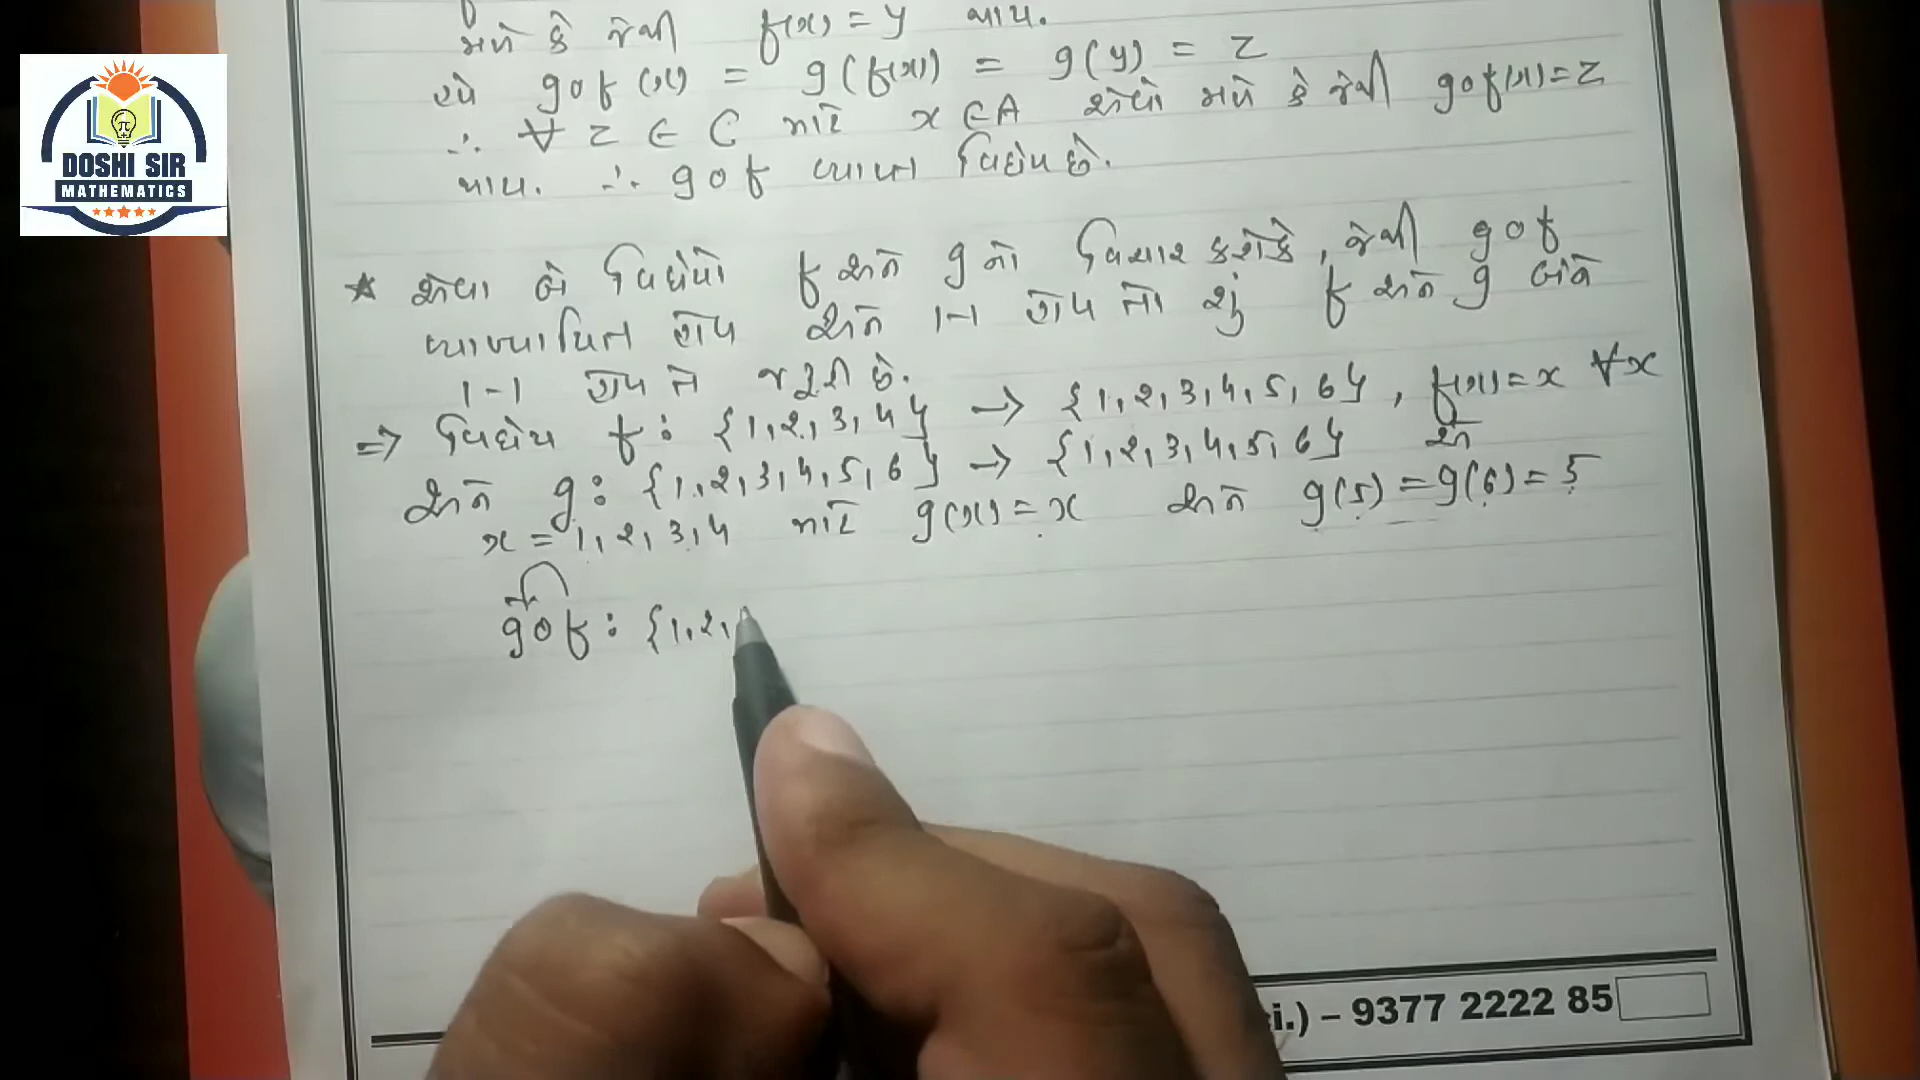 DOSHI SIR
MATHEMATICS
મળે કે જેથી f(x) = y થાય.
હવે gof(x) = g(f(x)) = g(y) = z
∴ ∀ z ∈ C માટે x ∈ A એવો મળે કે જેથી gof(x) = z
થાય. ∴ gof વ્યાપ્ત વિધેય છે.
* એવા બે વિધેયો f અને g નો વિચાર કરો કે, જેથી gof
વ્યાખ્યાયિત હોય અને 1-1 હોય તો શું f અને g બંને
1-1 હોય તે જરૂરી છે.
⇒ વિધેય f : {1, 2, 3, 4} → {1, 2, 3, 4, 5, 6}, f(x) = x ∀x
અને g : {1, 2, 3, 4, 5, 6} → {1, 2, 3, 4, 5, 6}
x = 1, 2, 3, 4 માટે g(x) = x અને g(5) = g(6) = 5
gof : {1, 2,
i.) – 9377 2222 85